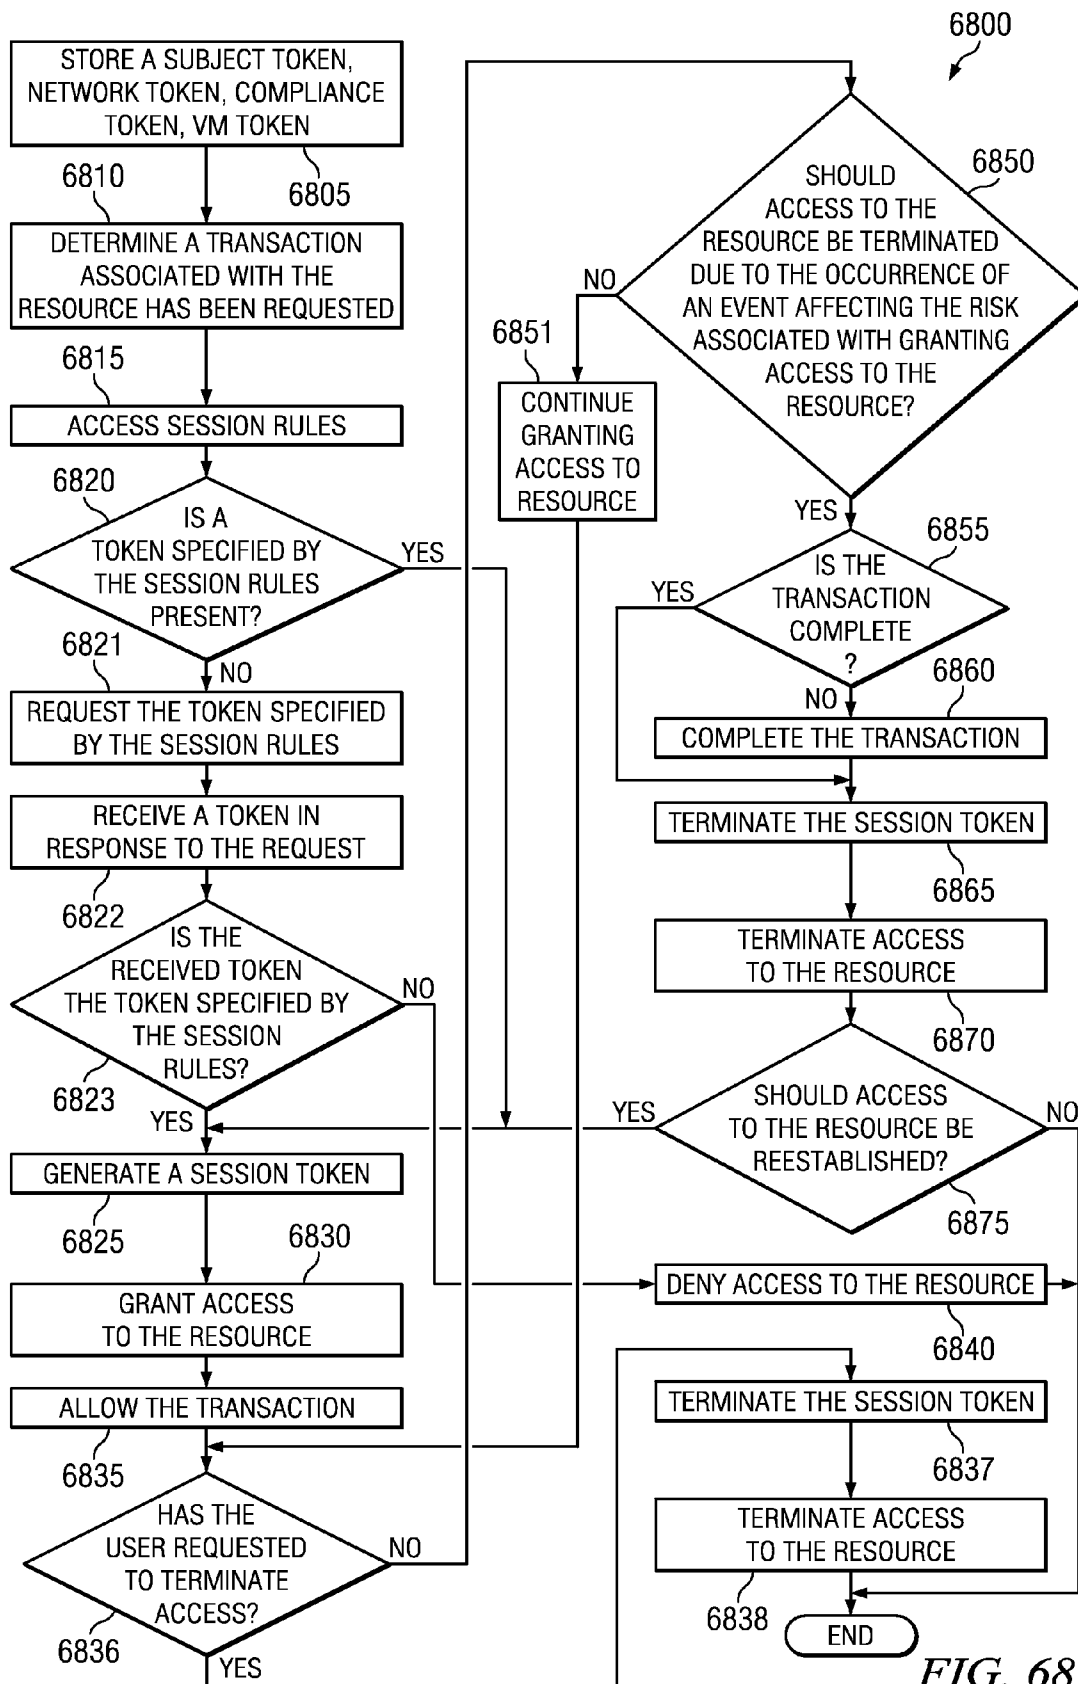 6800
STORE A SUBJECT TOKEN,
NETWORK TOKEN, COMPLIANCE
TOKEN, VM TOKEN
6805
6810
DETERMINE A TRANSACTION
ASSOCIATED WITH THE
RESOURCE HAS BEEN REQUESTED
6815
ACCESS SESSION RULES
6820
IS A
TOKEN SPECIFIED BY
THE SESSION RULES
PRESENT?
YES
NO
6821
REQUEST THE TOKEN SPECIFIED
BY THE SESSION RULES
RECEIVE A TOKEN IN
RESPONSE TO THE REQUEST
6822
IS THE
RECEIVED TOKEN
THE TOKEN SPECIFIED BY
THE SESSION
RULES?
NO
6823
YES
GENERATE A SESSION TOKEN
6825
6830
GRANT ACCESS
TO THE RESOURCE
ALLOW THE TRANSACTION
6835
HAS THE
USER REQUESTED
TO TERMINATE
ACCESS?
NO
6836
YES
SHOULD
ACCESS TO THE
RESOURCE BE TERMINATED
DUE TO THE OCCURRENCE OF
AN EVENT AFFECTING THE RISK
ASSOCIATED WITH GRANTING
ACCESS TO THE
RESOURCE?
6850
NO
6851
CONTINUE
GRANTING
ACCESS TO
RESOURCE
YES
6855
IS THE
TRANSACTION
COMPLETE
?
YES
NO
6860
COMPLETE THE TRANSACTION
TERMINATE THE SESSION TOKEN
6865
TERMINATE ACCESS
TO THE RESOURCE
6870
SHOULD ACCESS
TO THE RESOURCE BE
REESTABLISHED?
YES
NO
6875
DENY ACCESS TO THE RESOURCE
6840
TERMINATE THE SESSION TOKEN
6837
TERMINATE ACCESS
TO THE RESOURCE
6838
END
FIG. 68